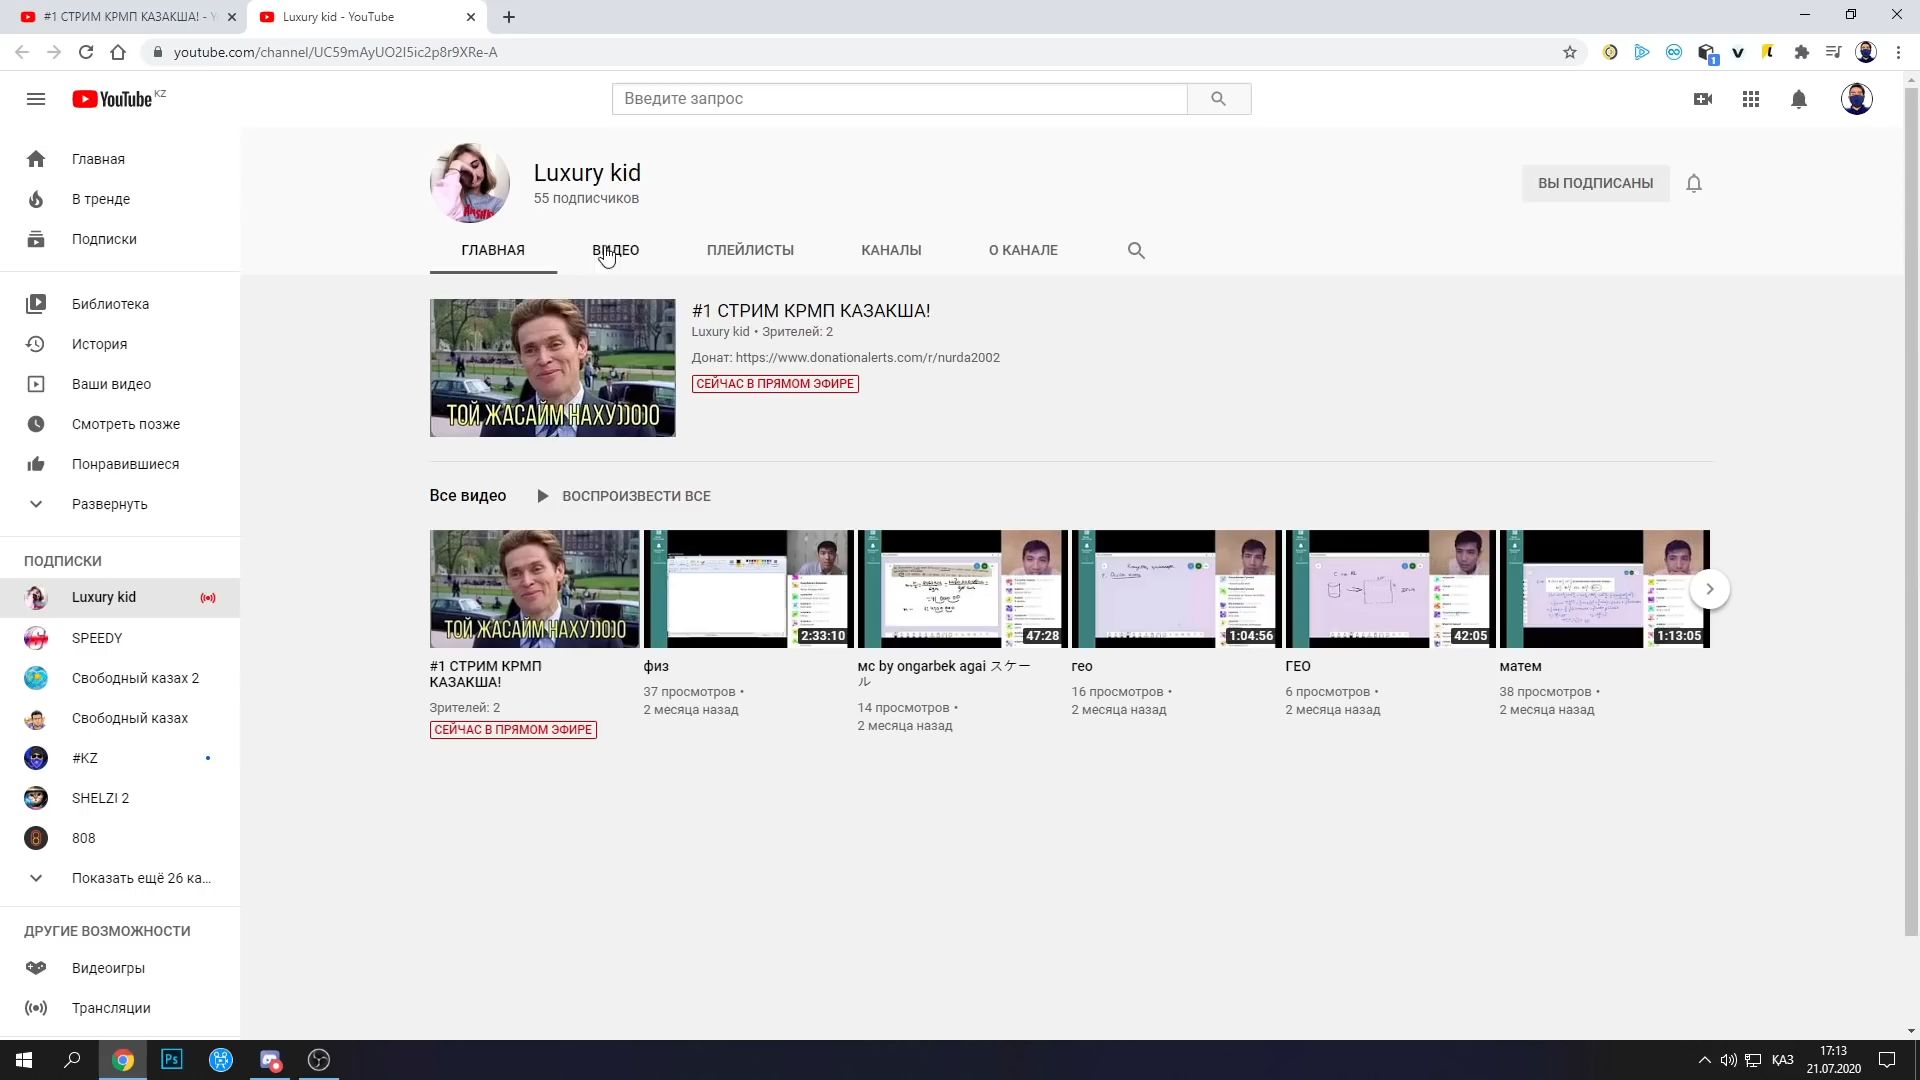 #1 СТРИМ КРМП КАЗАКША! - Y
Luxury kid - YouTube
youtube.com/channel/UC59mAyUO2I5ic2p8r9XRe-A
1
YouTube KZ
Введите запрос
Главная
В тренде
Подписки
Библиотека
История
Ваши видео
Смотреть позже
Понравившиеся
Развернуть
ПОДПИСКИ
Luxury kid
SPEEDY
Свободный казах 2
Свободный казах
#KZ
SHELZI 2
808
Показать ещё 26 ка...
ДРУГИЕ ВОЗМОЖНОСТИ
Видеоигры
Трансляции
Luxury kid
55 подписчиков
ВЫ ПОДПИСАНЫ
ГЛАВНАЯ
ВИДЕО
ПЛЕЙЛИСТЫ
КАНАЛЫ
О КАНАЛЕ
ТОЙ ЖАСАЙМ НАХУ))0)0
#1 СТРИМ КРМП КАЗАКША!
Luxury kid • Зрителей: 2
Донат: https://www.donationalerts.com/r/nurda2002
СЕЙЧАС В ПРЯМОМ ЭФИРЕ
Все видео
ВОСПРОИЗВЕСТИ ВСЕ
ТОЙ ЖАСАЙМ НАХУ))0)0
#1 СТРИМ КРМП
КАЗАКША!
Зрителей: 2
СЕЙЧАС В ПРЯМОМ ЭФИРЕ
2:33:10
физ
37 просмотров •
2 месяца назад
47:28
мс by ongarbek agai スケー
ル
14 просмотров •
2 месяца назад
1:04:56
гео
16 просмотров •
2 месяца назад
42:05
ГЕО
6 просмотров •
2 месяца назад
1:13:05
матем
38 просмотров •
2 месяца назад
Ps
ҚАЗ
17:13
21.07.2020